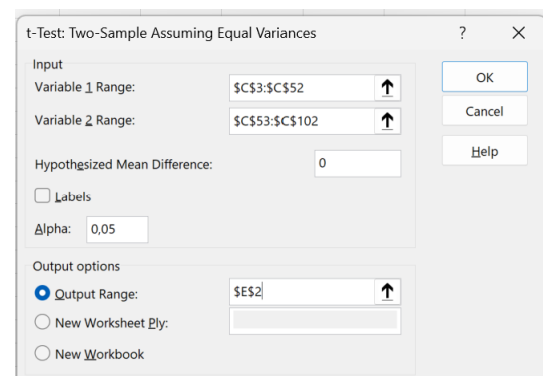 t-Test: Two-Sample Assuming Equal Variances ?
Input
Variable 1 Range: $C$3:$C$52
Variable 2 Range: $C$53:$C$102
Hypothesized Mean Difference: 0
Labels
Alpha: 0,05
Output options
Output Range: $E$2
New Worksheet Ply:
New Workbook
OK
Cancel
Help